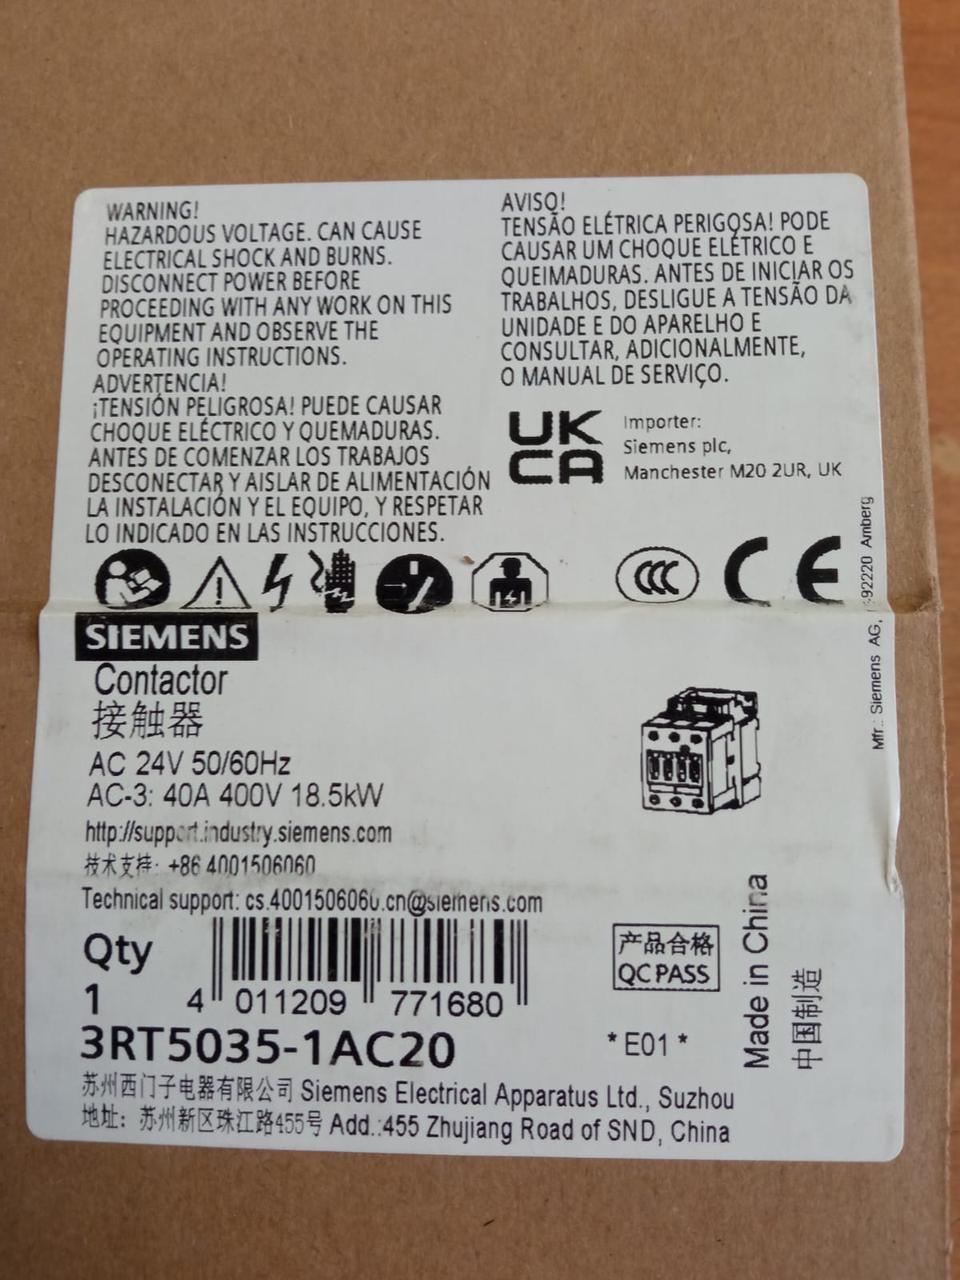 WARNING!
HAZARDOUS VOLTAGE. CAN CAUSE
ELECTRICAL SHOCK AND BURNS.
DISCONNECT POWER BEFORE
PROCEEDING WITH ANY WORK ON THIS
EQUIPMENT AND OBSERVE THE
OPERATING INSTRUCTIONS.
ADVERTENCIA!
¡TENSIÓN PELIGROSA! PUEDE CAUSAR
CHOQUE ELÉCTRICO Y QUEMADURAS.
ANTES DE COMENZAR LOS TRABAJOS
DESCONECTAR Y AISLAR DE ALIMENTACIÓN
LA INSTALACIÓN Y EL EQUIPO, Y RESPETAR
LO INDICADO EN LAS INSTRUCCIONES.
AVISO!
TENSÃO ELÉTRICA PERIGOSA! PODE
CAUSAR UM CHOQUE ELÉTRICO E
QUEIMADURAS. ANTES DE INICIAR OS
TRABALHOS, DESLIGUE A TENSÃO DA
UNIDADE E DO APARELHO E
CONSULTAR, ADICIONALMENTE,
O MANUAL DE SERVIÇO.
UK
CA
Importer:
Siemens plc,
Manchester M20 2UR, UK
CCC
CE
Mfr.: Siemens AG, 92220 Amberg
SIEMENS
Contactor
接触器
AC 24V 50/60Hz
AC-3: 40A 400V 18.5kW
http://support.industry.siemens.com
技术支持: +86 4001506060
Technical support: cs.4001506060.cn@siemens.com
Qty
1
4 011209 771680
产品合格
QC PASS
3RT5035-1AC20
* E01 *
Made in China
中国制造
苏州西门子电器有限公司 Siemens Electrical Apparatus Ltd., Suzhou
地址: 苏州新区珠江路455号 Add.:455 Zhujiang Road of SND, China